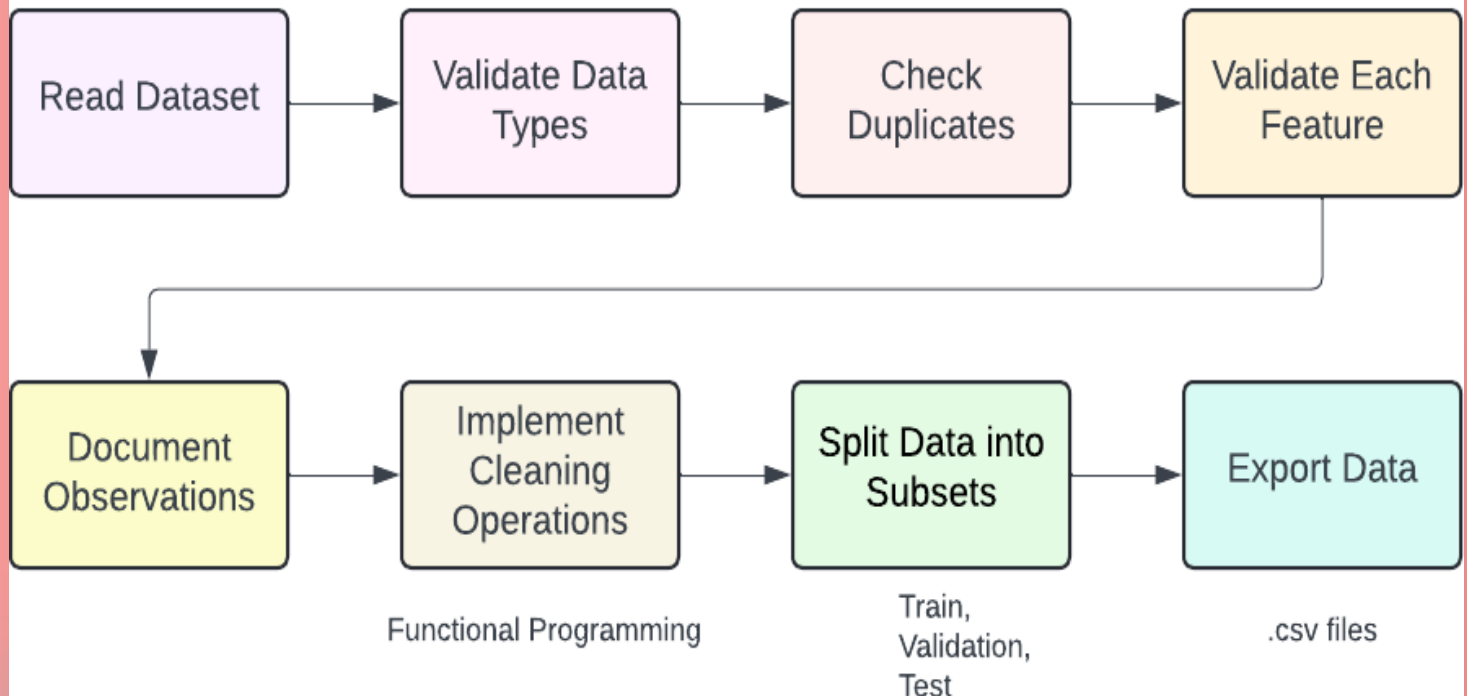 Read Dataset
Validate Data
Types
Check
Duplicates
Validate Each
Feature
Document
Observations
Implement
Cleaning
Operations
Split Data into
Subsets
Export Data
Functional Programming
Train,
Validation,
Test
.csv files